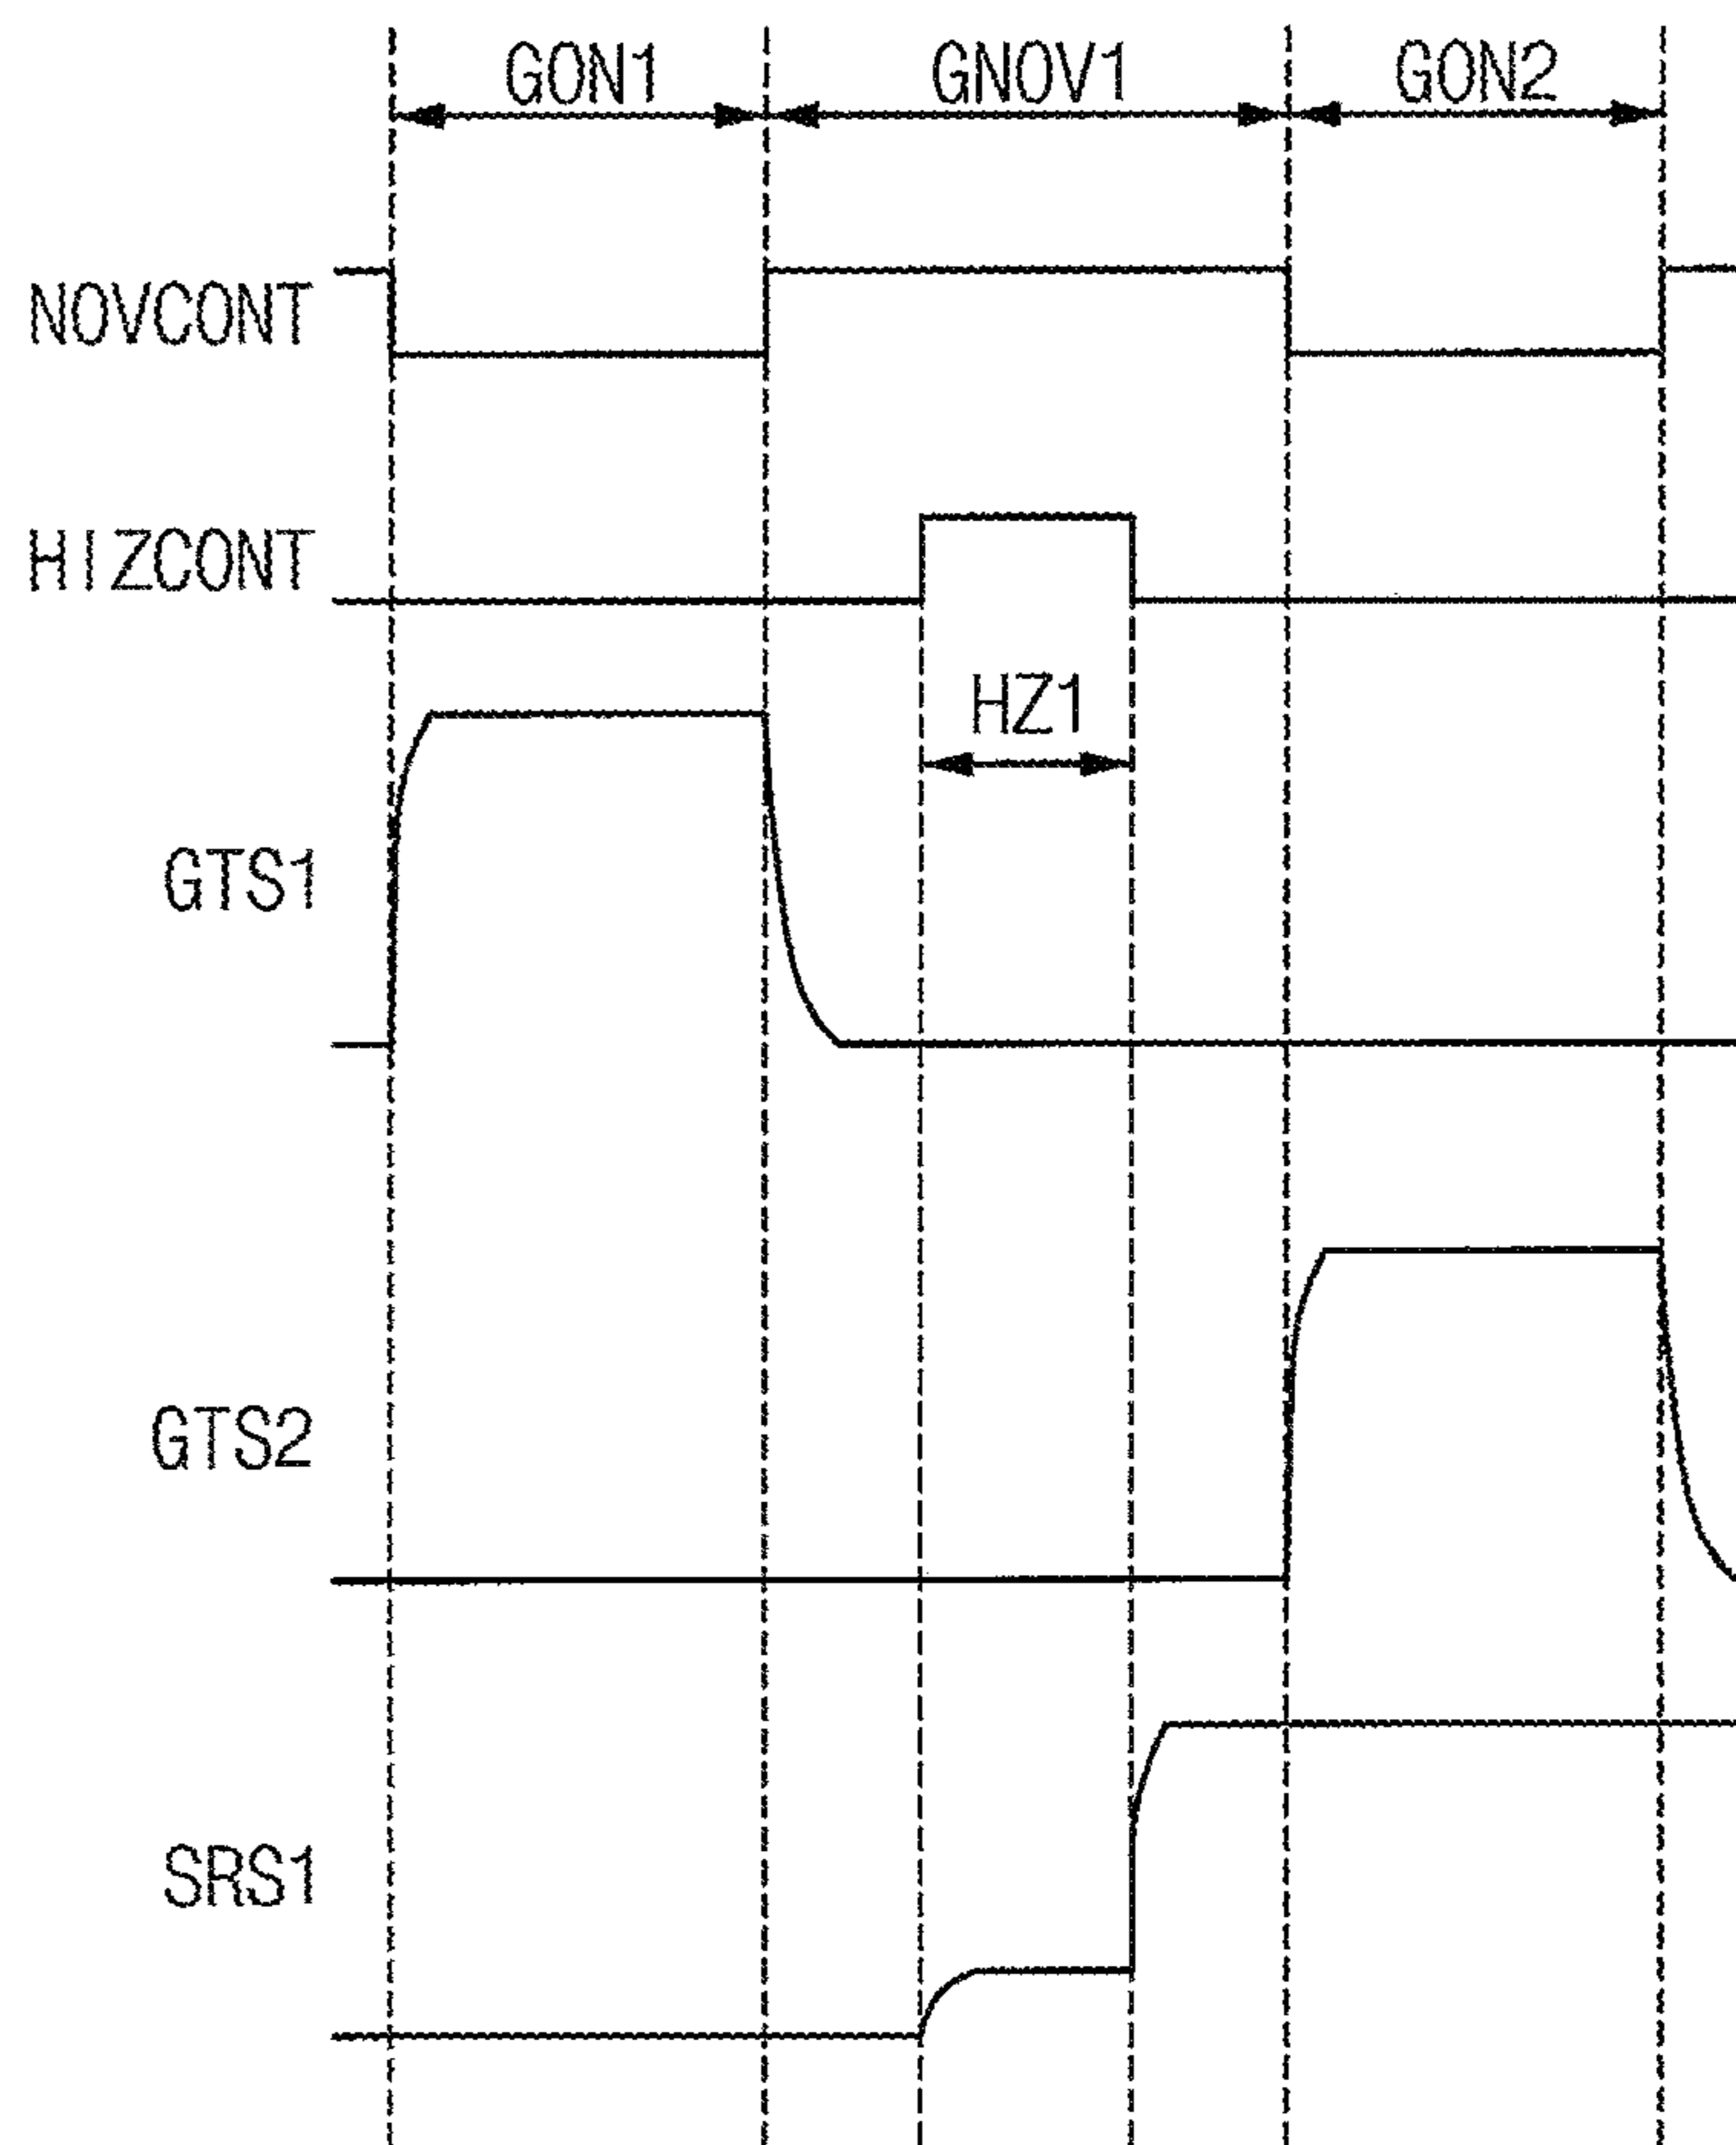 GON1 GNOV1 GON2
NOVCONT
HIZCONT
HZ1
GTS1
GTS2
SRS1